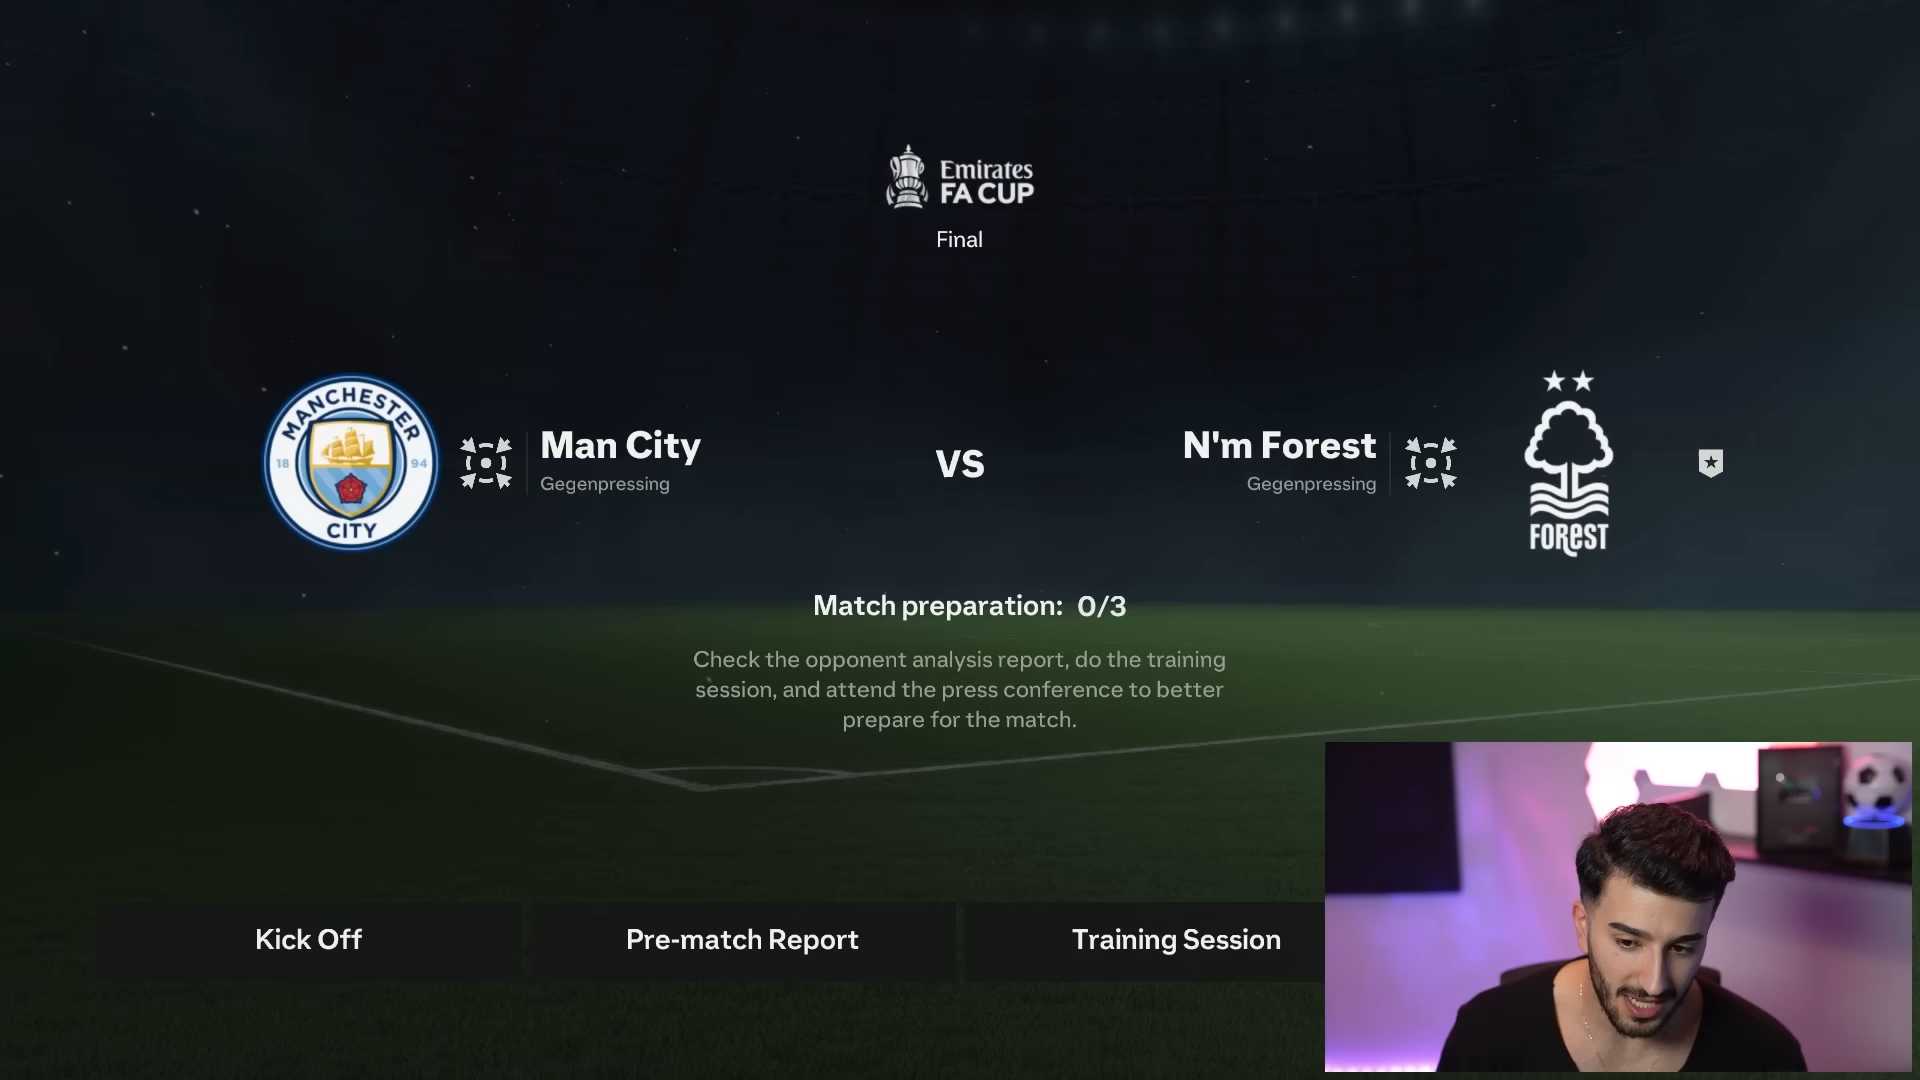 Emirates
FA CUP
Final
MANCHESTER
18 94
CITY
Man City
Gegenpressing
VS
N'm Forest
Gegenpressing
FOREST
Match preparation: 0/3
Check the opponent analysis report, do the training
session, and attend the press conference to better
prepare for the match.
Kick Off
Pre-match Report
Training Session